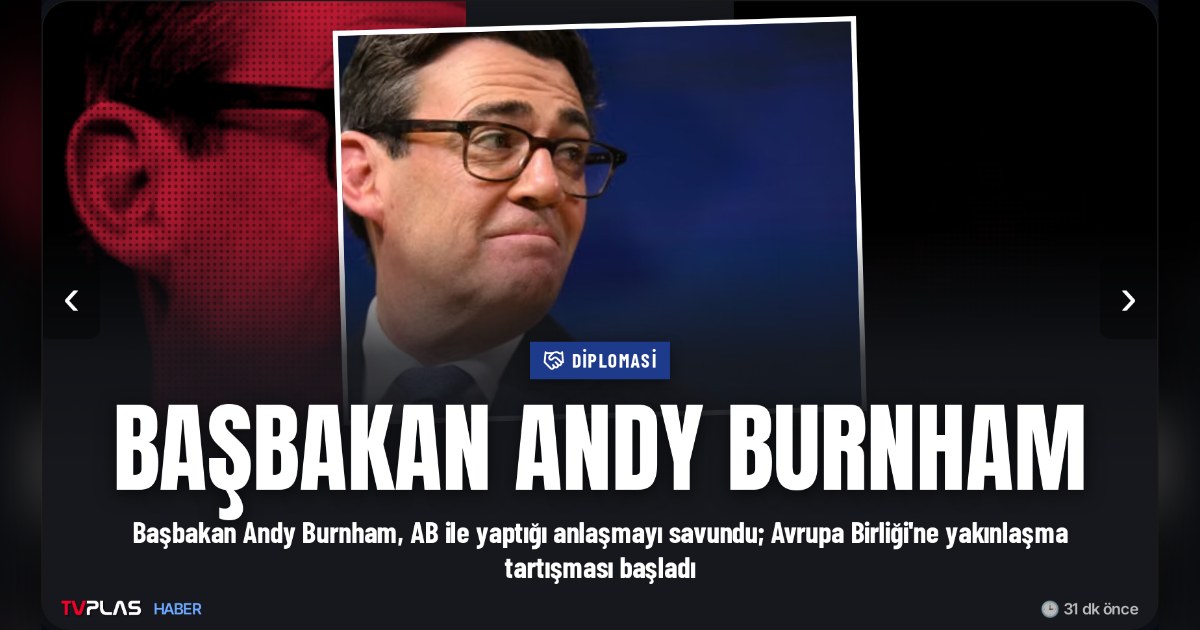 DİPLOMASİ
BAŞBAKAN ANDY BURNHAM
Başbakan Andy Burnham, AB ile yaptığı anlaşmayı savundu; Avrupa Birliği'ne yakınlaşma
tartışması başladı
TVPLAS HABER
31 dk önce